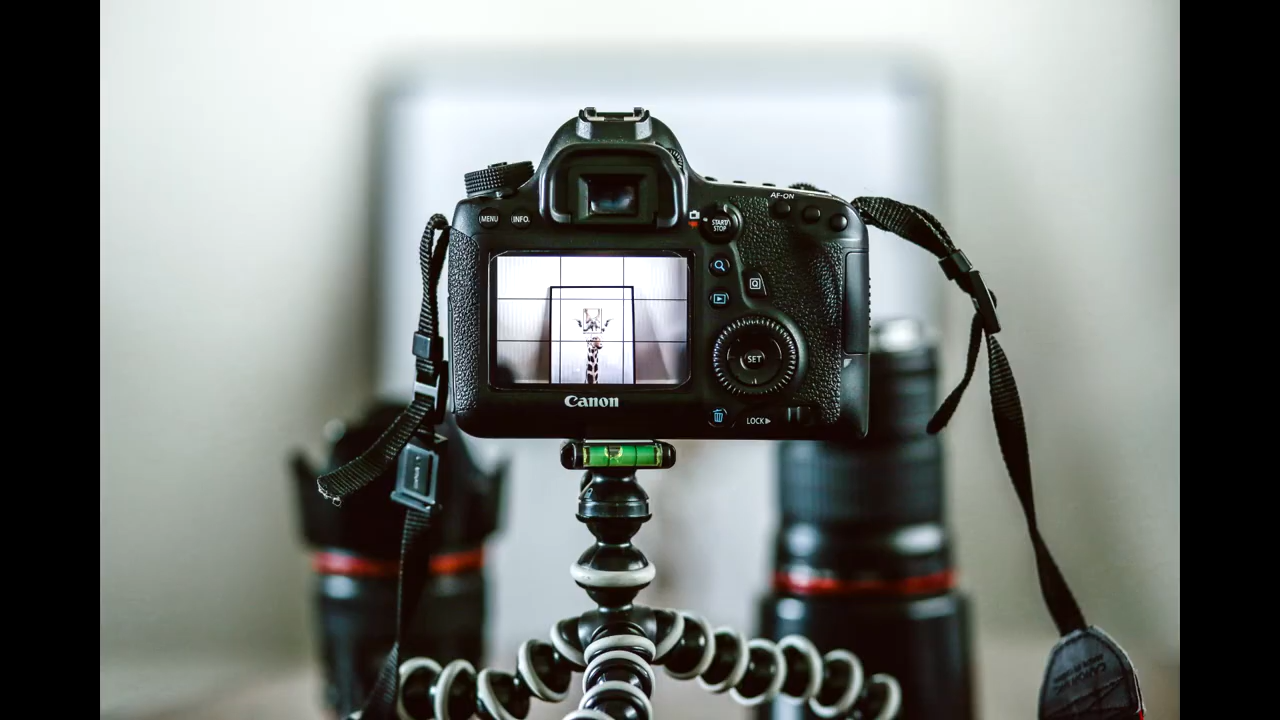 AF-ON
MENU
INFO.
START/
STOP
Q
SET
Canon
LOCK